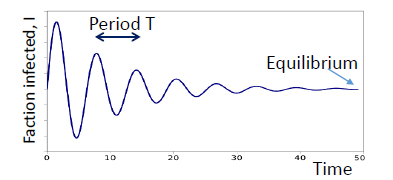 Period T
Equilibrium
Faction infected, I
0 10 20 30 40 50
Time